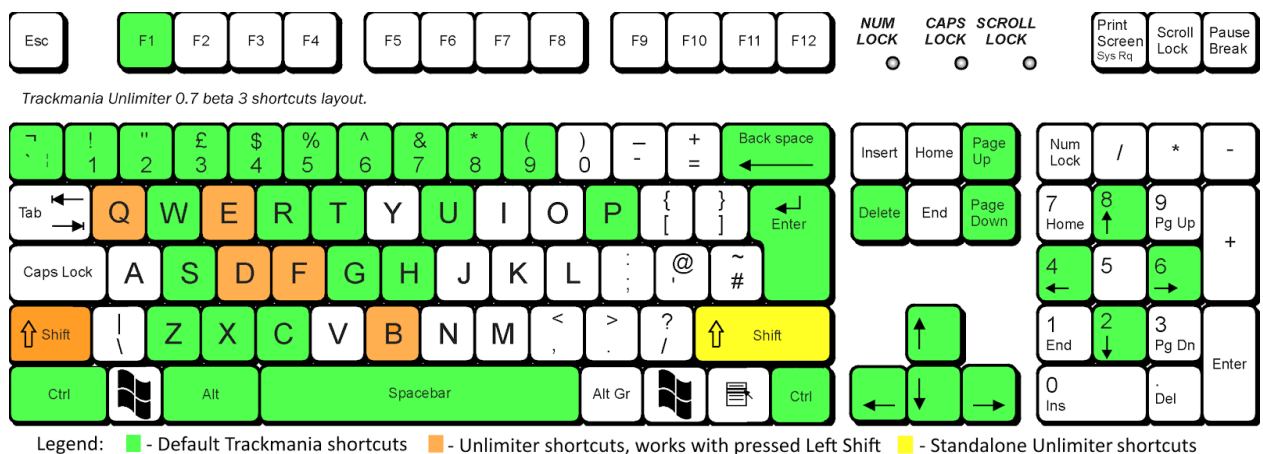 Esc F1 F2 F3 F4 F5 F6 F7 F8 F9 F10 F11 F12 NUM LOCK CAPS LOCK SCROLL LOCK Print Screen Sys Rq Scroll Lock Pause Break
Trackmania Unlimiter 0.7 beta 3 shortcuts layout.
¬ ` ¦ ! 1 " 2 £ 3 $ 4 % 5 ^ 6 & 7 * 8 ( 9 ) 0 _ - + = Back space Insert Home Page Up Num Lock / * -
Tab Q W E R T Y U I O P { [ } ] Enter Delete End Page Down 7 Home 8 9 Pg Up +
Caps Lock A S D F G H J K L : ; @ ' ~ # 4 5 6
Shift | \ Z X C V B N M < , > . ? / Shift 1 End 2 3 Pg Dn Enter
Ctrl Alt Spacebar Alt Gr Ctrl 0 Ins . Del
Legend: - Default Trackmania shortcuts - Unlimiter shortcuts, works with pressed Left Shift - Standalone Unlimiter shortcuts